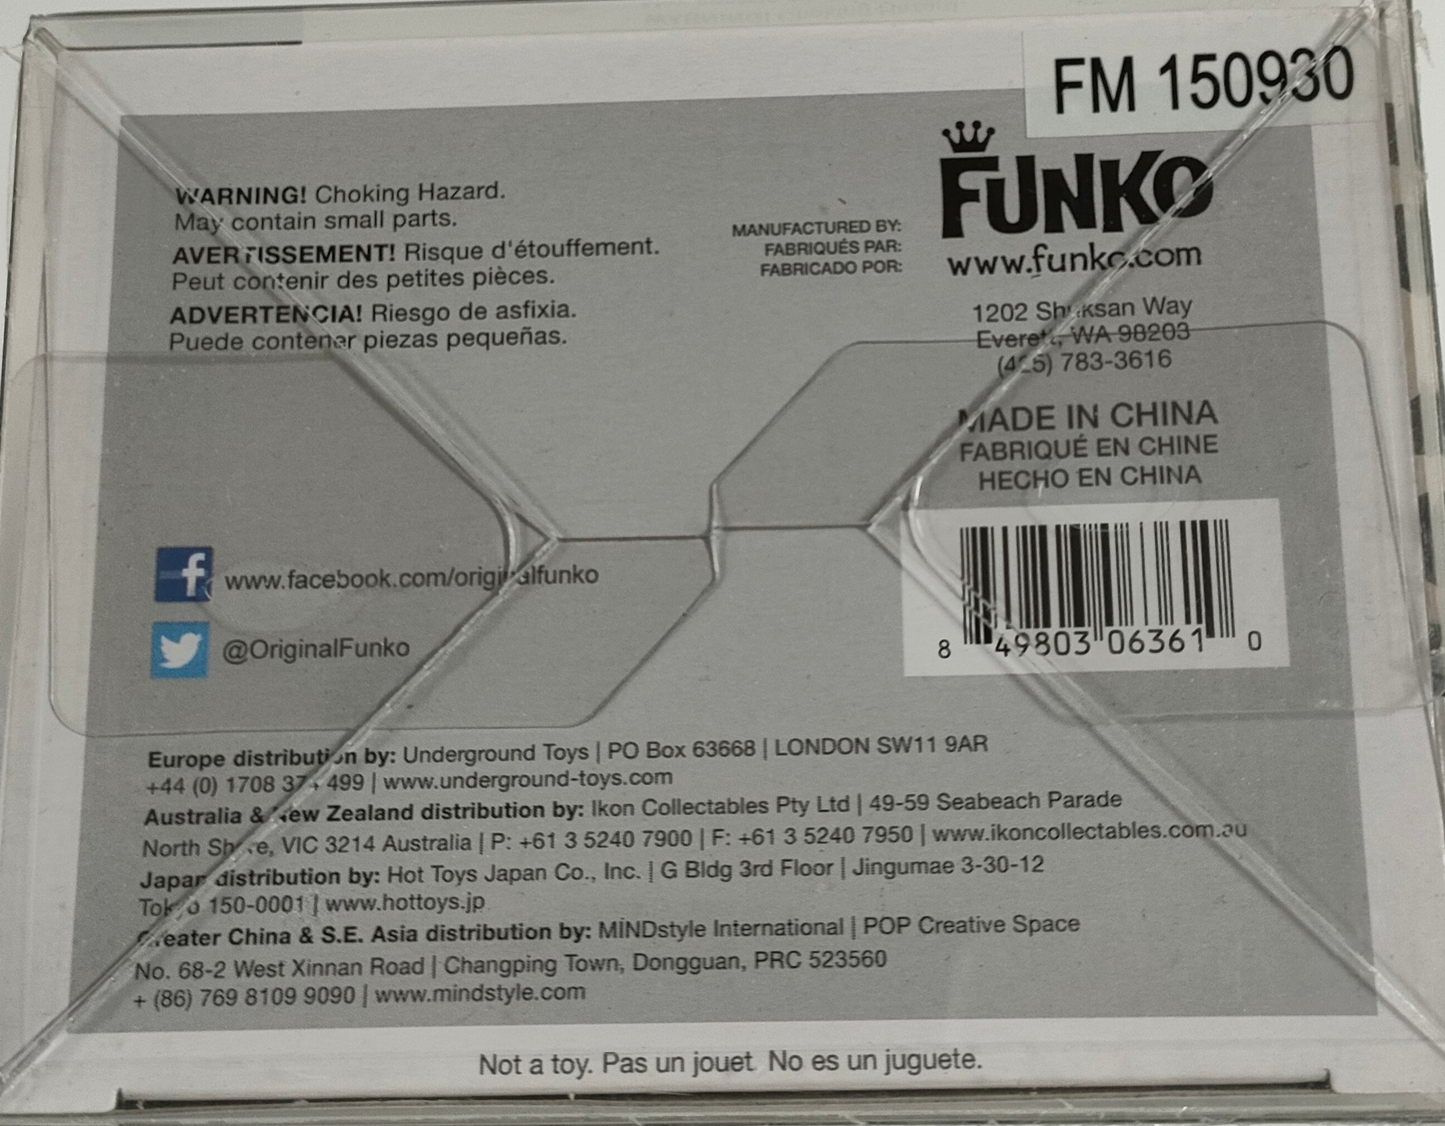 FM 150930
WARNING! Choking Hazard.
May contain small parts.
AVERTISSEMENT! Risque d'étouffement.
Peut contenir des petites pièces.
ADVERTENCIA! Riesgo de asfixia.
Puede contener piezas pequeñas.
MANUFACTURED BY:
FABRIQUÉS PAR:
FABRICADO POR:
FUNKO
www.funko.com
1202 Shuksan Way
Everett, WA 98203
(425) 783-3616
MADE IN CHINA
FABRIQUÉ EN CHINE
HECHO EN CHINA
www.facebook.com/originalfunko
@OriginalFunko
8 49803 06361 0
Europe distribution by: Underground Toys | PO Box 63668 | LONDON SW11 9AR
+44 (0) 1708 37 499 | www.underground-toys.com
Australia & New Zealand distribution by: Ikon Collectables Pty Ltd | 49-59 Seabeach Parade
North Shore, VIC 3214 Australia | P: +61 3 5240 7900 | F: +61 3 5240 7950 | www.ikoncollectables.com.au
Japan distribution by: Hot Toys Japan Co., Inc. | G Bldg 3rd Floor | Jingumae 3-30-12
Tokyo 150-0001 | www.hottoys.jp
Greater China & S.E. Asia distribution by: MINDstyle International | POP Creative Space
No. 68-2 West Xinnan Road | Changping Town, Dongguan, PRC 523560
+ (86) 769 8109 9090 | www.mindstyle.com
Not a toy. Pas un jouet. No es un juguete.